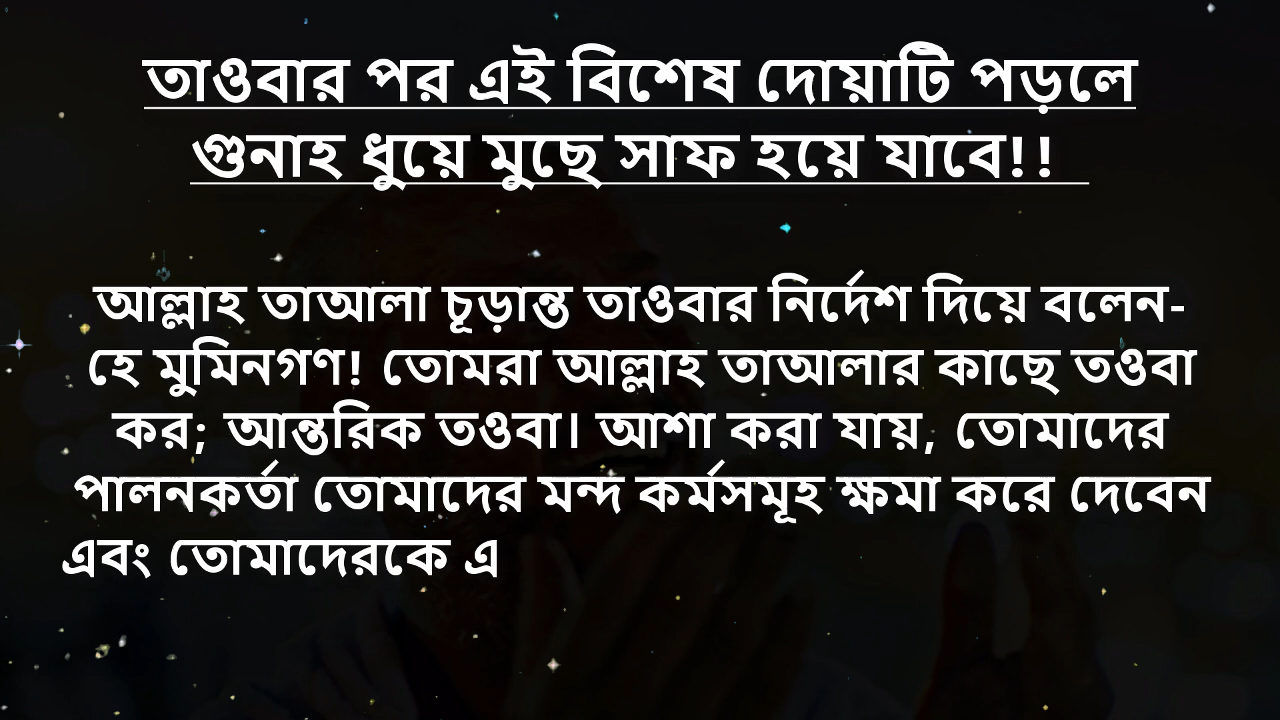 তাওবার পর এই বিশেষ দোয়াটি পড়লে
গুনাহ ধুয়ে মুছে সাফ হয়ে যাবে!!
আল্লাহ তাআলা চূড়ান্ত তাওবার নির্দেশ দিয়ে বলেন-
হে মুমিনগণ! তোমরা আল্লাহ তাআলার কাছে তওবা
কর; আন্তরিক তওবা। আশা করা যায়, তোমাদের
পালনকর্তা তোমাদের মন্দ কর্মসমূহ ক্ষমা করে দেবেন
এবং তোমাদেরকে এ